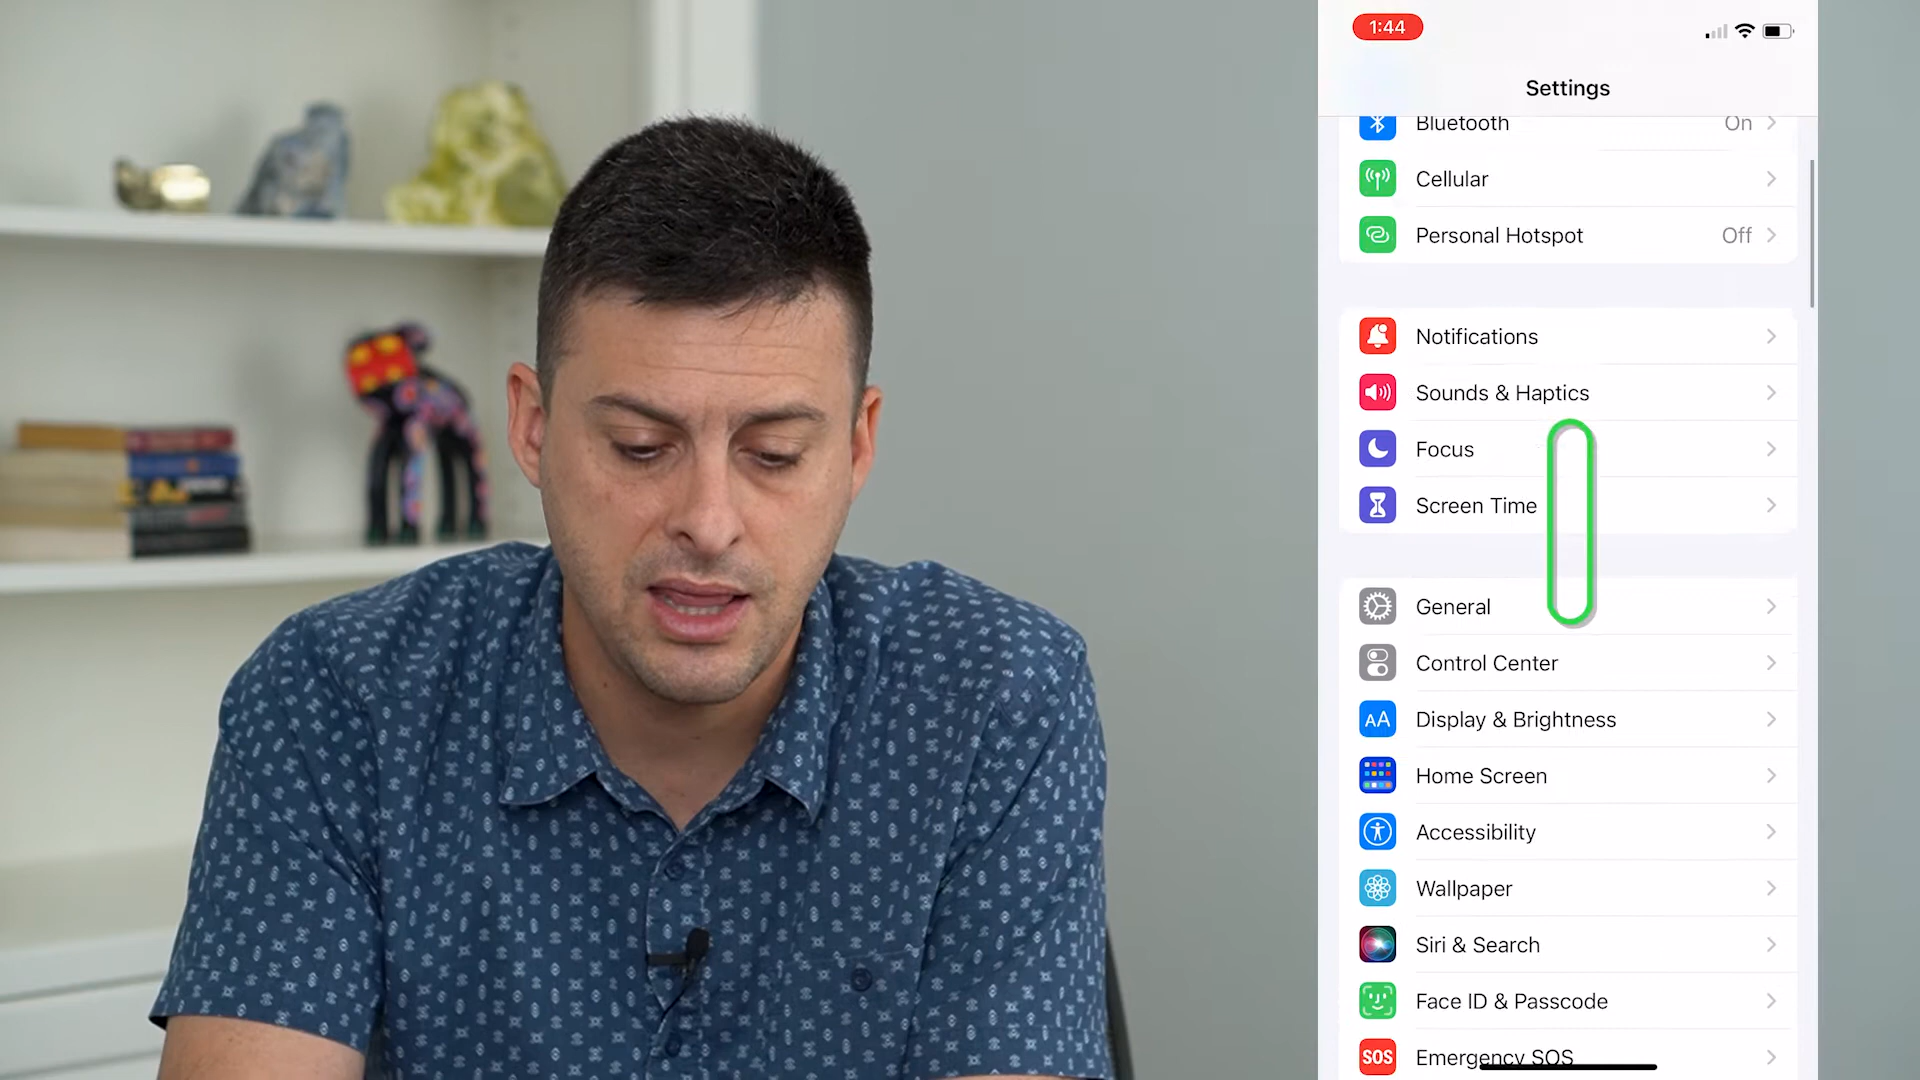 1:44
Settings
Bluetooth On
Cellular
Personal Hotspot Off
Notifications
Sounds & Haptics
Focus
Screen Time
General
Control Center
AA Display & Brightness
Home Screen
Accessibility
Wallpaper
Siri & Search
Face ID & Passcode
SOS Emergency SOS